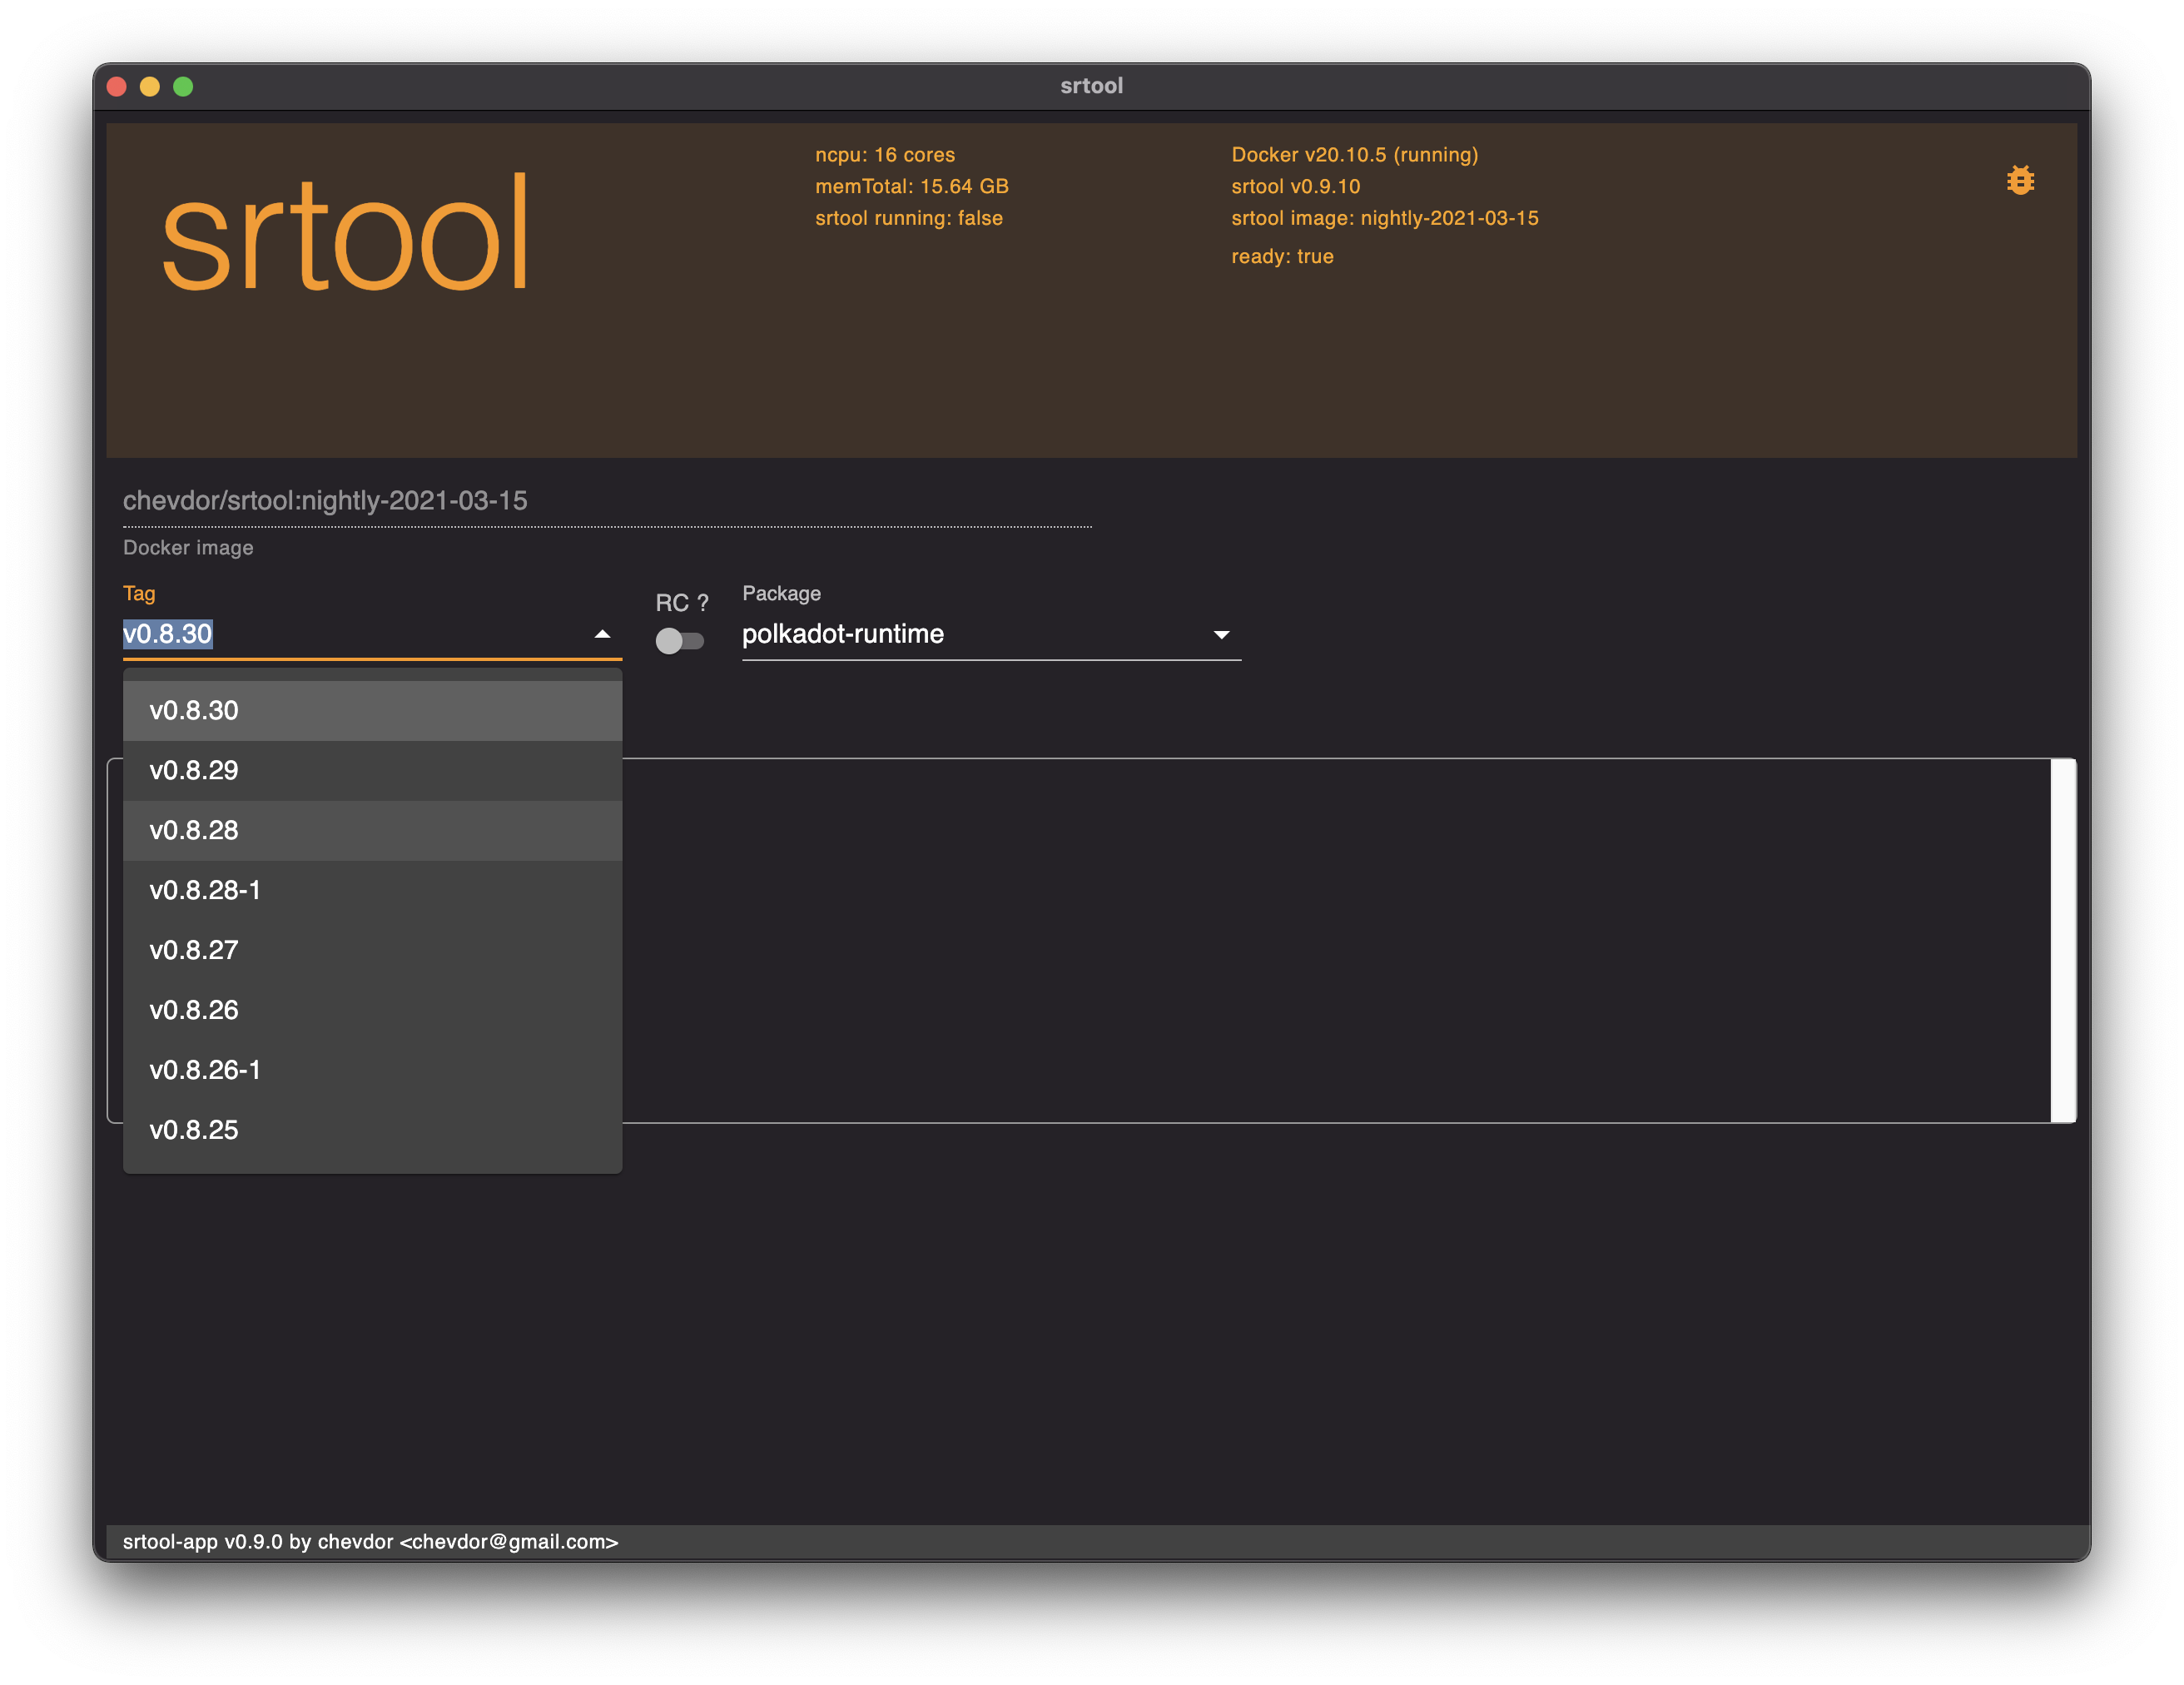 srtool
srtool
ncpu: 16 cores
memTotal: 15.64 GB
srtool running: false
Docker v20.10.5 (running)
srtool v0.9.10
srtool image: nightly-2021-03-15
ready: true
chevdor/srtool:nightly-2021-03-15
Docker image
Tag
v0.8.30
RC ?
Package
polkadot-runtime
v0.8.30
v0.8.29
v0.8.28
v0.8.28-1
v0.8.27
v0.8.26
v0.8.26-1
v0.8.25
srtool-app v0.9.0 by chevdor <chevdor@gmail.com>